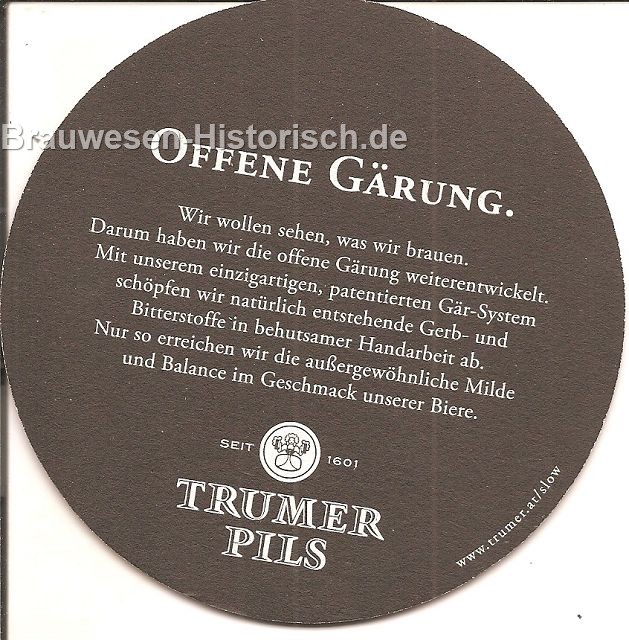 Brauwesen-Historisch.de
OFFENE GÄRUNG.
Wir wollen sehen, was wir brauen.
Darum haben wir die offene Gärung weiterentwickelt.
Mit unserem einzigartigen, patentierten Gär-System
schöpfen wir natürlich entstehende Gerb- und
Bitterstoffe in behutsamer Handarbeit ab.
Nur so erreichen wir die außergewöhnliche Milde
und Balance im Geschmack unserer Biere.
SEIT 1601
TRUMER
PILS
www.trumer.at/slow